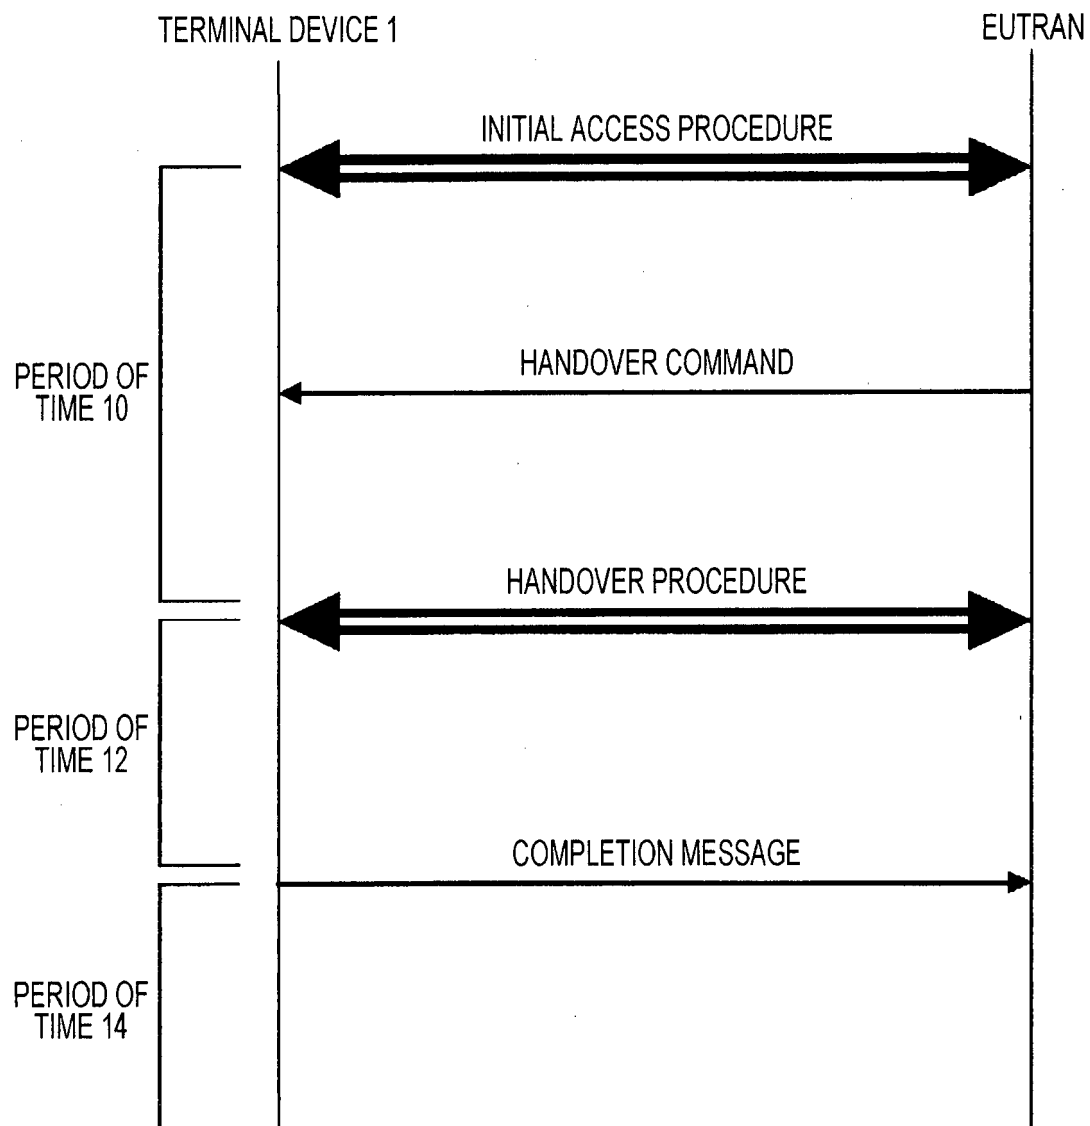 TERMINAL DEVICE 1
EUTRAN
INITIAL ACCESS PROCEDURE
HANDOVER COMMAND
PERIOD OF
TIME 10
HANDOVER PROCEDURE
PERIOD OF
TIME 12
COMPLETION MESSAGE
PERIOD OF
TIME 14